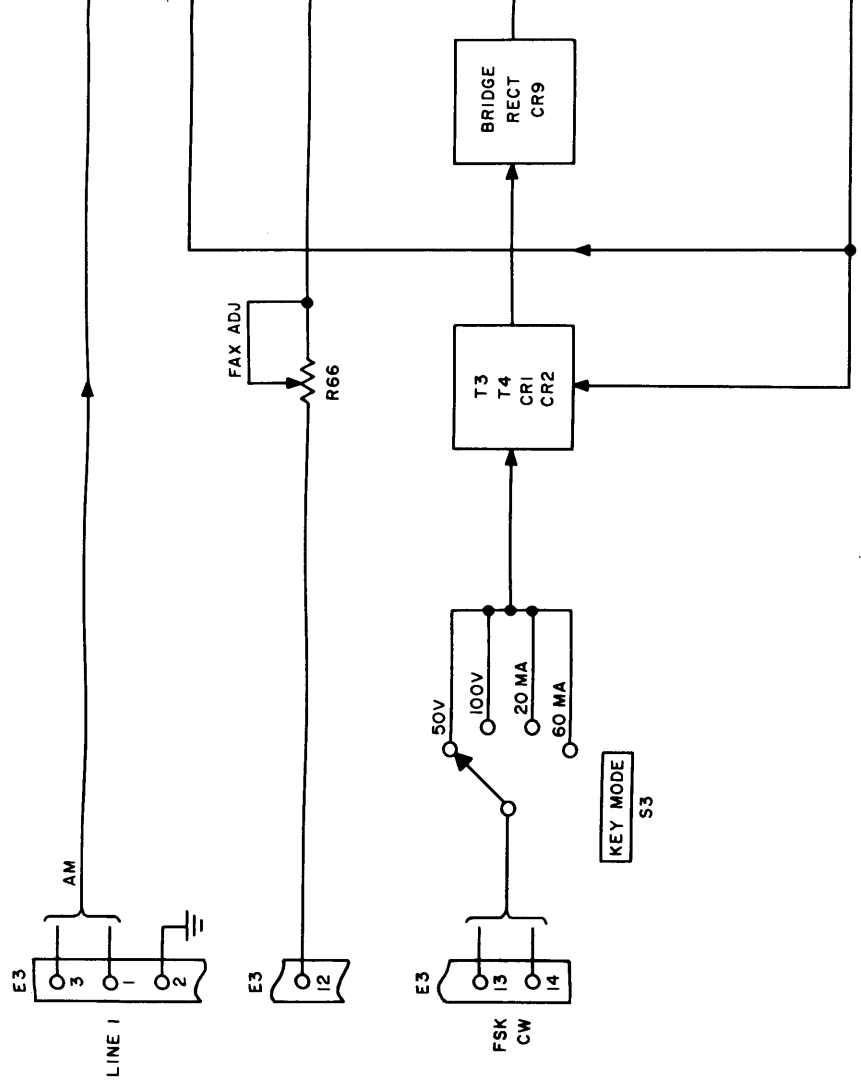 LINE 1
E3
3
1
2
AM
E3
12
FAX ADJ
R66
FSK
CW
E3
13
14
KEY MODE
S3
50V
100V
20 MA
60 MA
T3
T4
CR1
CR2
BRIDGE
RECT
CR9